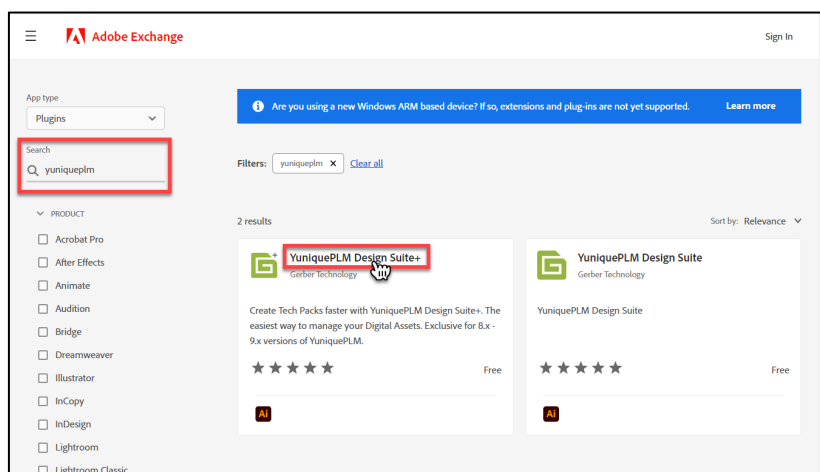 Adobe Exchange
Sign In
App type
Plugins
Search
yuniqueplm
PRODUCT
Acrobat Pro
After Effects
Animate
Audition
Bridge
Dreamweaver
Illustrator
InCopy
InDesign
Lightroom
Lightroom Classic
Are you using a new Windows ARM based device? If so, extensions and plug-ins are not yet supported.
Learn more
Filters: yuniqueplm X Clear all
2 results
Sort by: Relevance
YuniquePLM Design Suite+
Gerber Technology
Create Tech Packs faster with YuniquePLM Design Suite+. The
easiest way to manage your Digital Assets. Exclusive for 8.x -
9.x versions of YuniquePLM.
Free
Ai
YuniquePLM Design Suite
Gerber Technology
YuniquePLM Design Suite
Free
Ai